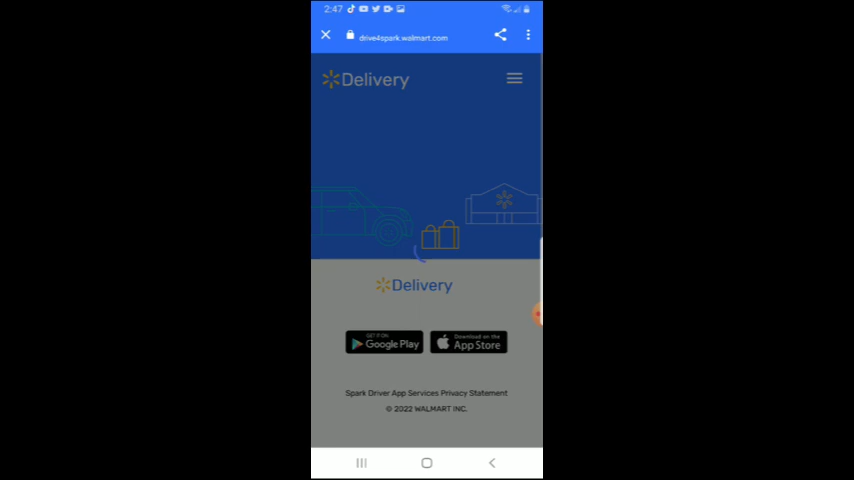 2:47
drive4spark.walmart.com
Delivery
Delivery
GET IT ON
Google Play
Download on the
App Store
Spark Driver App Services Privacy Statement
© 2022 WALMART INC.